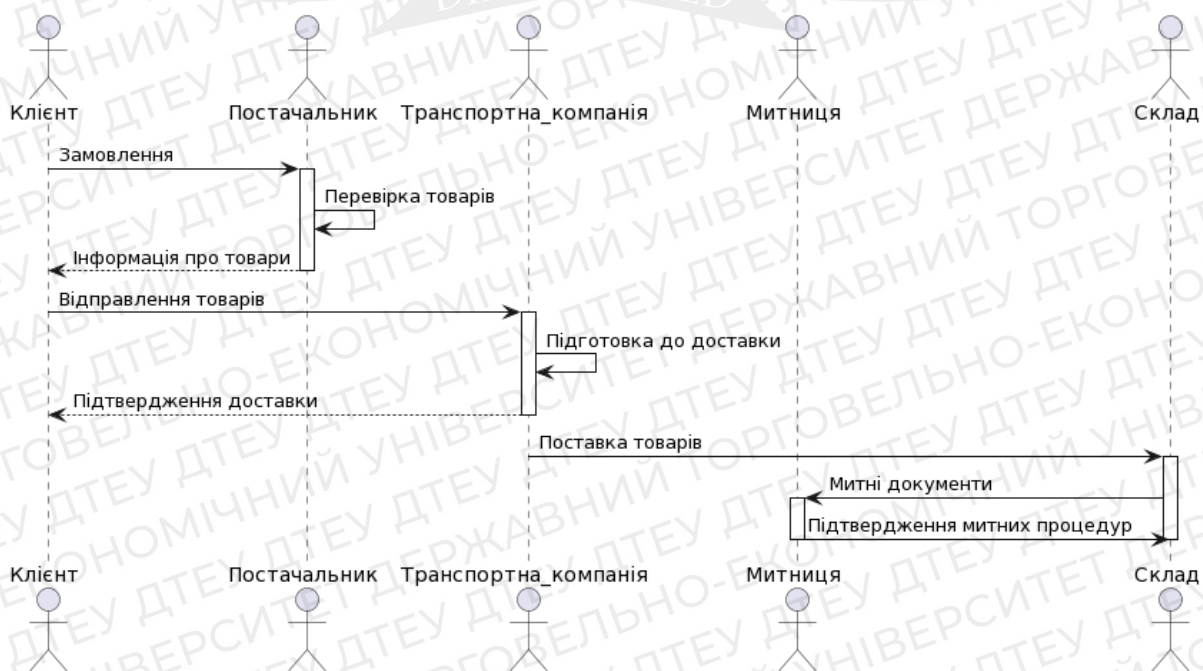 Клієнт Постачальник Транспортна_компанія Митниця Склад
Замовлення
Перевірка товарів
Інформація про товари
Відправлення товарів
Підготовка до доставки
Підтвердження доставки
Поставка товарів
Митні документи
Підтвердження митних процедур
Клієнт Постачальник Транспортна_компанія Митниця Склад